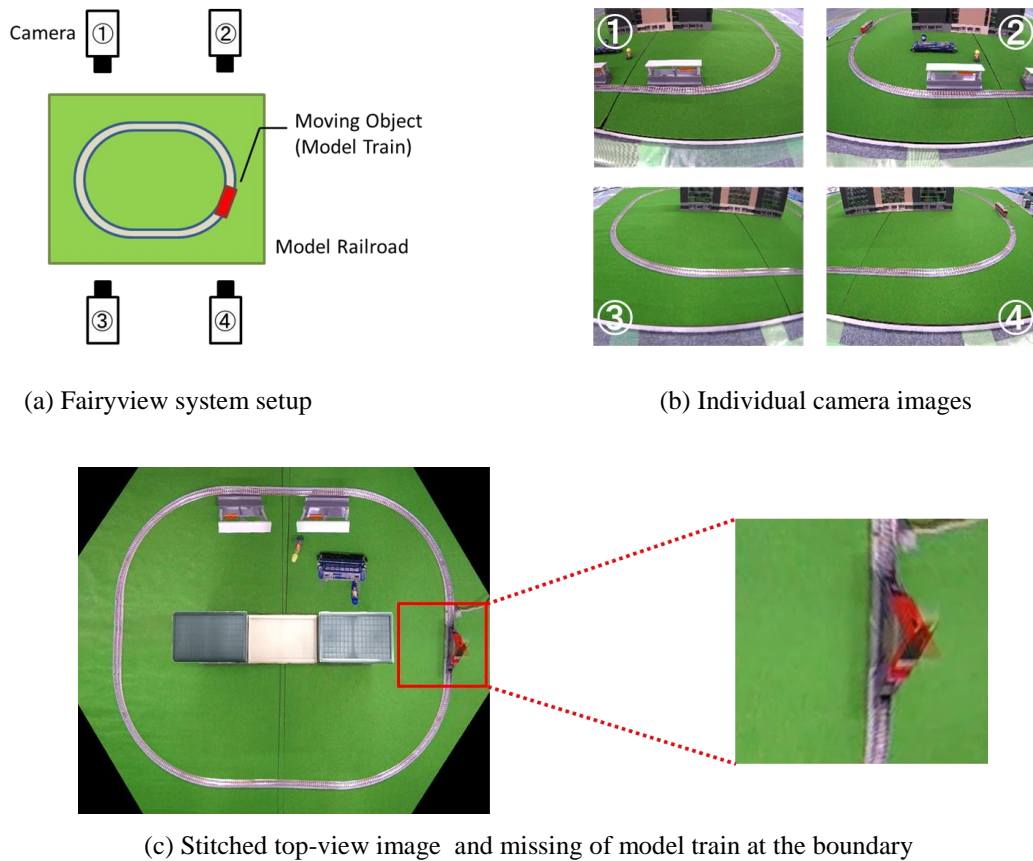 Camera ① ②
Moving Object
(Model Train)
Model Railroad
③ ④
① ②
③ ④
(a) Fairyview system setup
(b) Individual camera images
(c) Stitched top-view image and missing of model train at the boundary